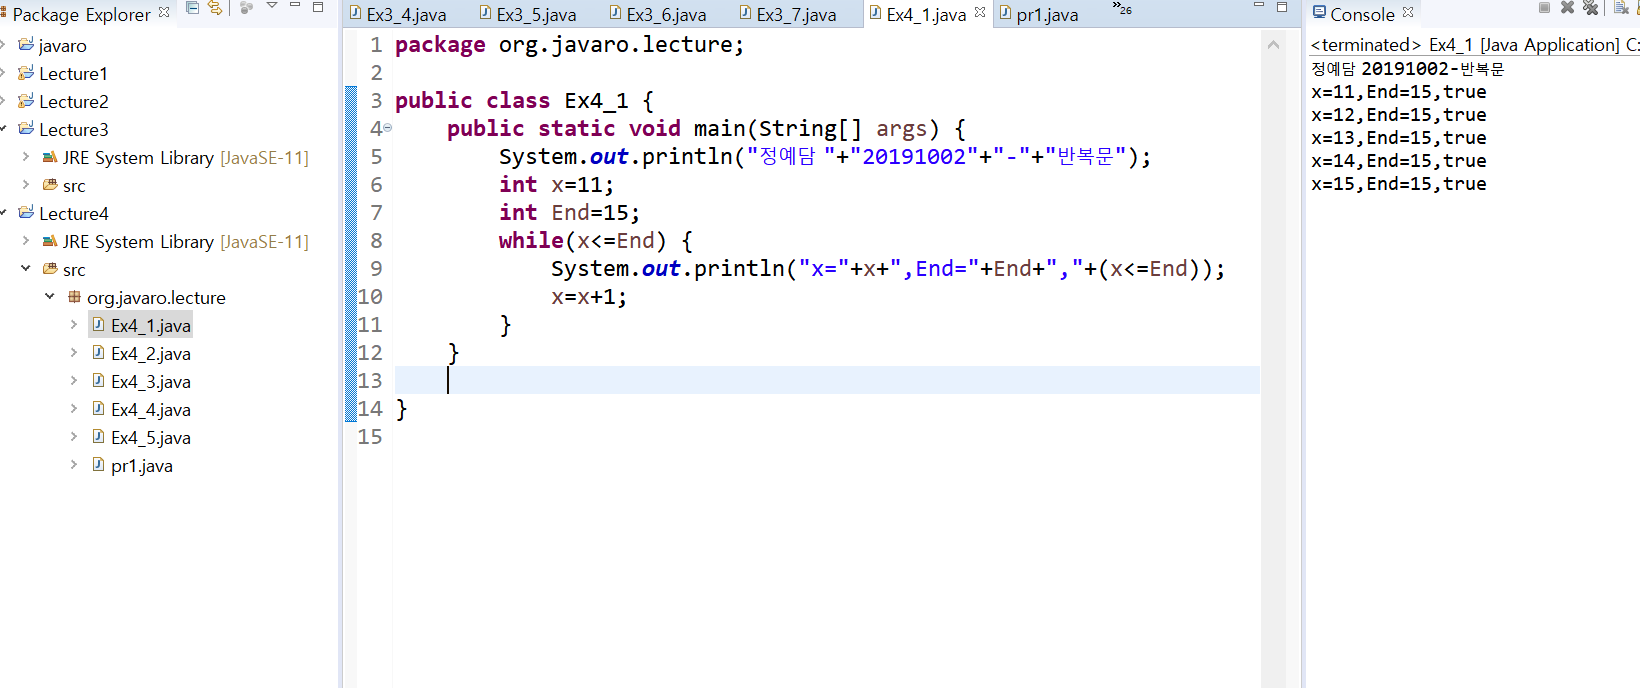 Package Explorer
javaro
Lecture1
Lecture2
Lecture3
JRE System Library [JavaSE-11]
src
Lecture4
JRE System Library [JavaSE-11]
src
org.javaro.lecture
Ex4_1.java
Ex4_2.java
Ex4_3.java
Ex4_4.java
Ex4_5.java
pr1.java
Ex3_4.java Ex3_5.java Ex3_6.java Ex3_7.java Ex4_1.java pr1.java »26
1 package org.javaro.lecture;
2
3 public class Ex4_1 {
4 public static void main(String[] args) {
5 System.out.println("정예담 "+"20191002"+"-"+"반복문");
6 int x=11;
7 int End=15;
8 while(x<=End) {
9 System.out.println("x="+x+",End="+End+","+(x<=End));
10 x=x+1;
11 }
12 }
13
14 }
15
Console
<terminated> Ex4_1 [Java Application] C:
정예담 20191002-반복문
x=11,End=15,true
x=12,End=15,true
x=13,End=15,true
x=14,End=15,true
x=15,End=15,true